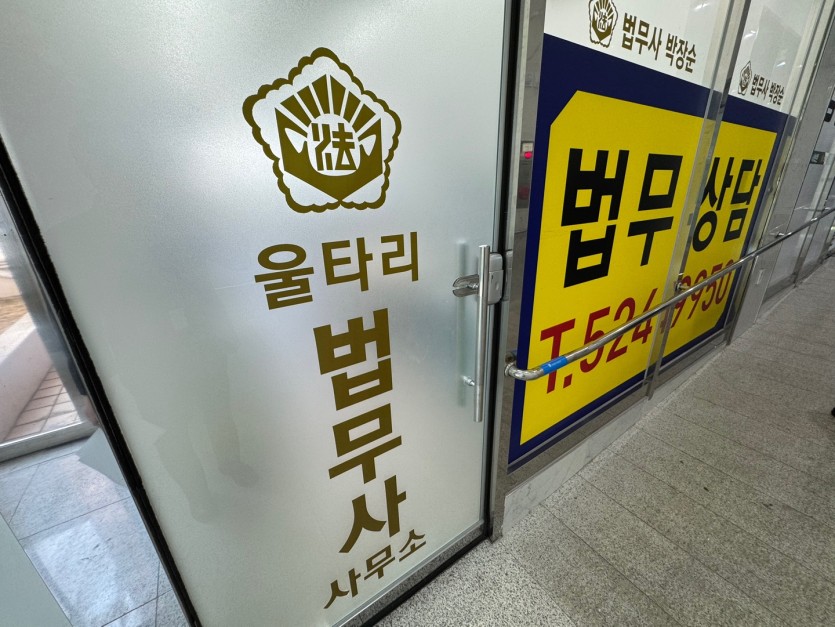 法
울타리
법무사
사무소
법무사 박장순
법무사 박장순
법무 상담
T.524-9950